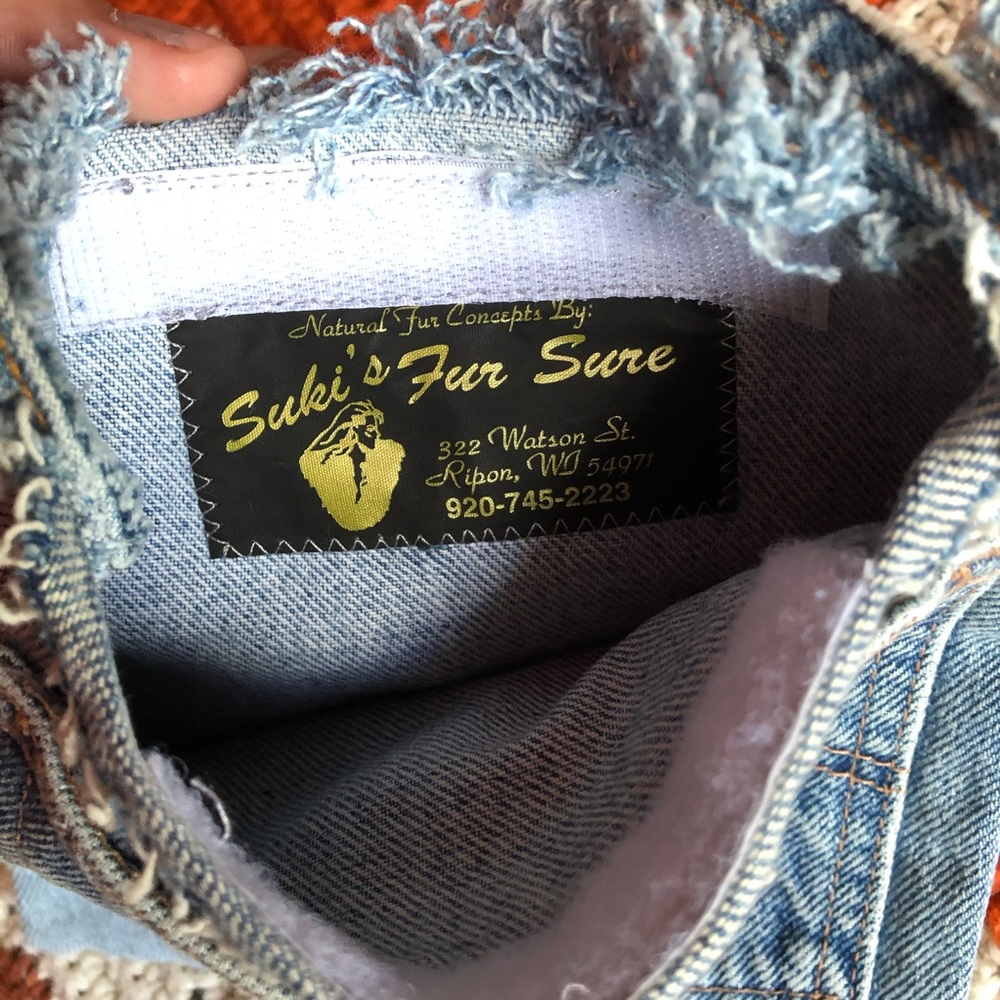 Natural Fur Concepts By:
Suki's Fur Sure
322 Watson St.
Ripon, WI 54971
920-745-2223